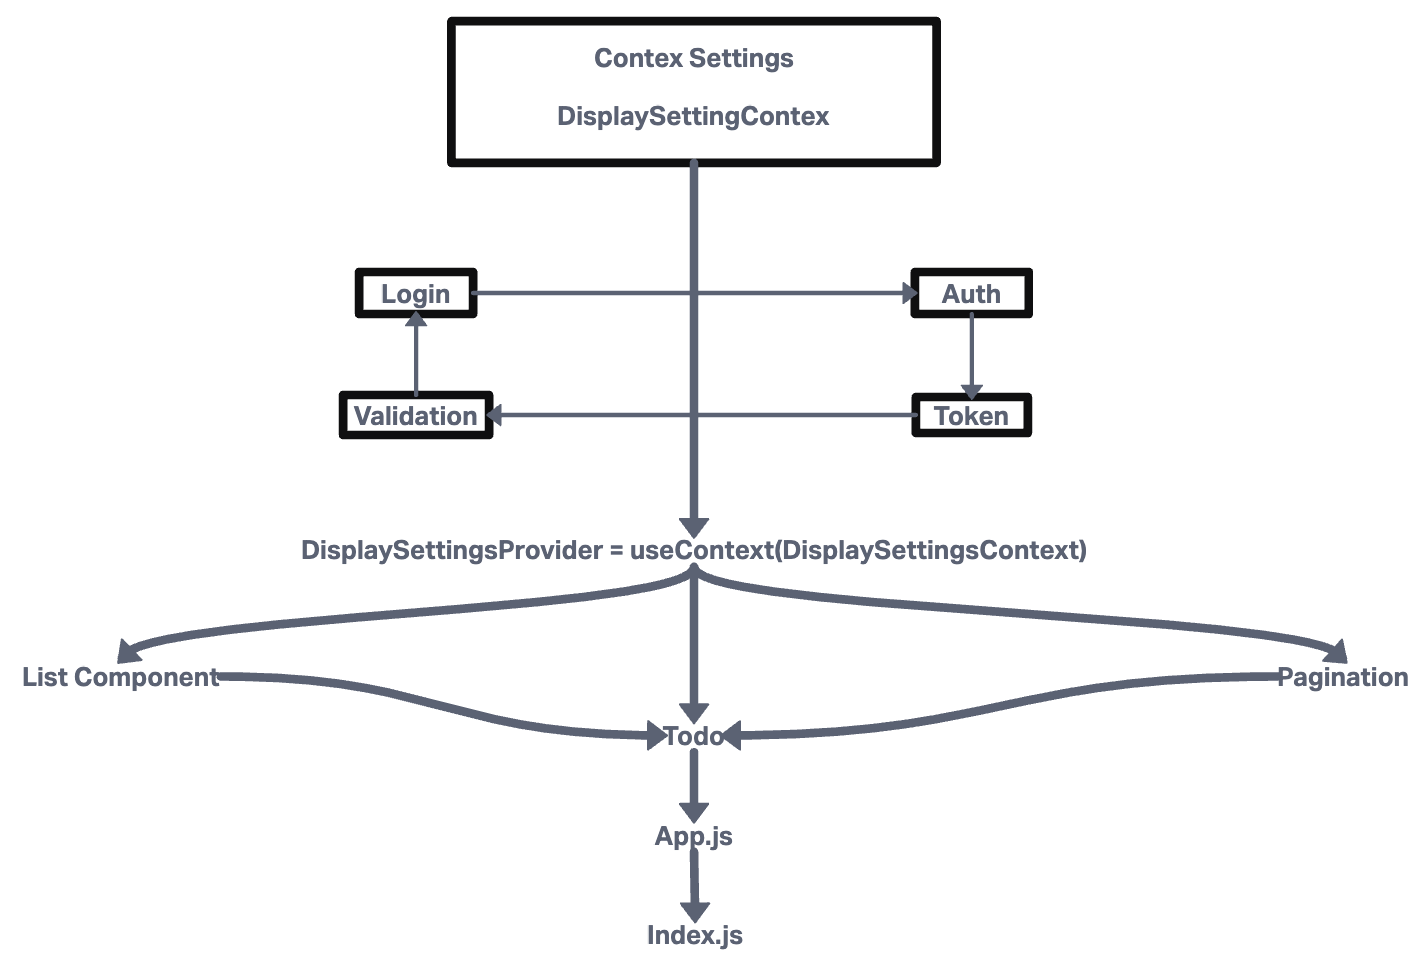 Contex Settings
DisplaySettingContex
Login
Auth
Validation
Token
DisplaySettingsProvider = useContext(DisplaySettingsContext)
List Component
Pagination
Todo
App.js
Index.js